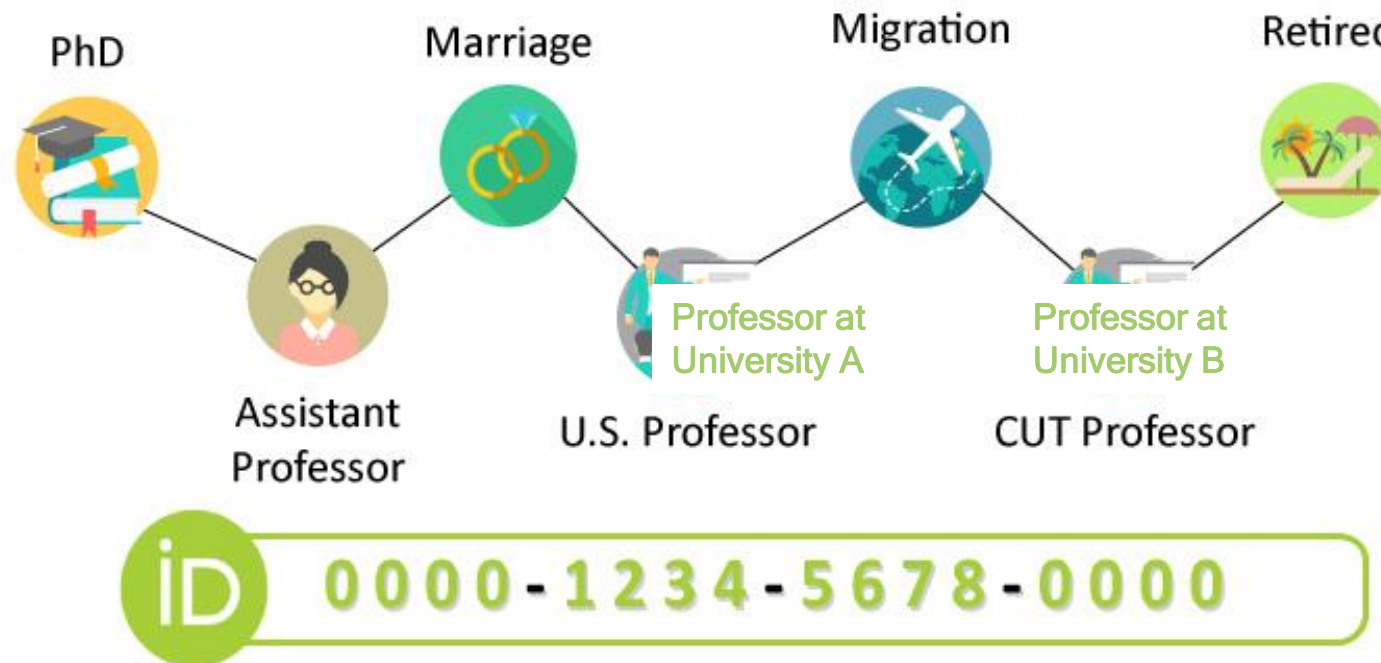 PhD
Marriage
Migration
Retired
Professor at
University A
Professor at
University B
Assistant
Professor
U.S. Professor
CUT Professor
iD 0000-1234-5678-0000